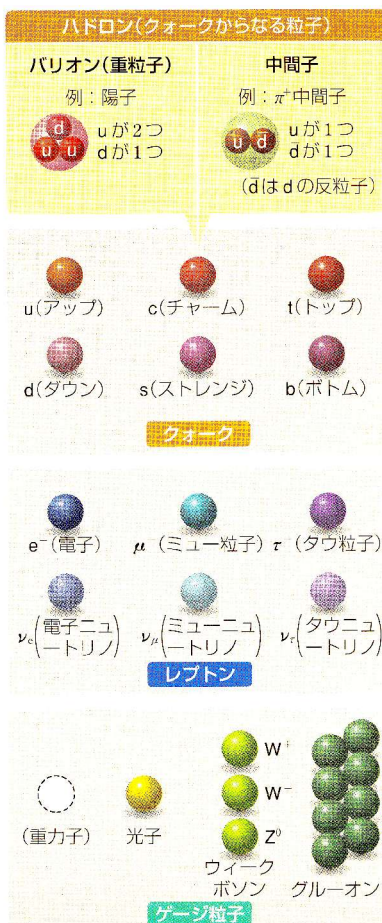 ハドロン(クォークからなる粒子)
バリオン(重粒子)
例:陽子
d
u u
uが2つ
dが1つ
中間子
例:π⁺中間子
u d̄
uが1つ
d̄が1つ
(d̄はdの反粒子)
u(アップ) c(チャーム) t(トップ)
d(ダウン) s(ストレンジ) b(ボトム)
クォーク
e⁻(電子) μ⁻(ミュー粒子) τ⁻(タウ粒子)
νe(電子ニュートリノ) νμ(ミューニュートリノ) ντ(タウニュートリノ)
レプトン
W⁺
W⁻
Z⁰
(重力子) 光子 ウィークボソン グルーオン
ゲージ粒子